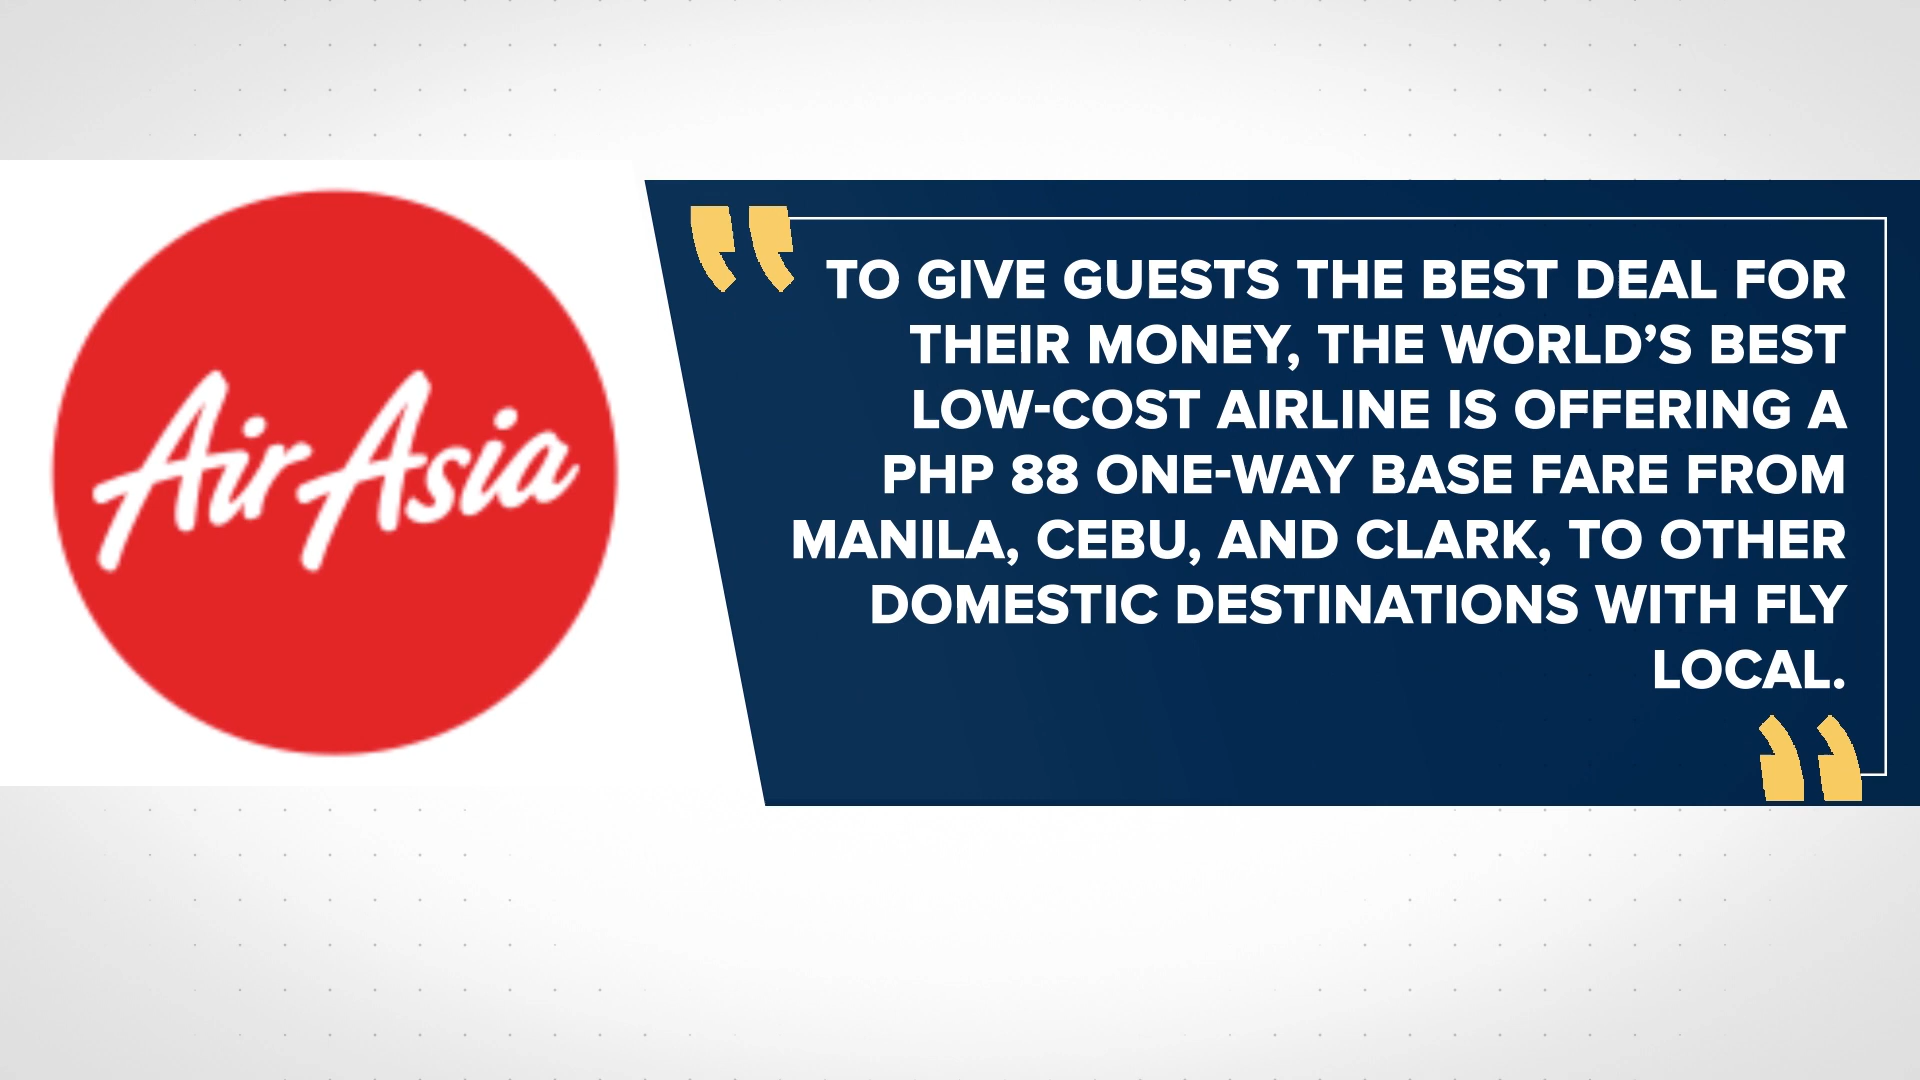 AirAsia
TO GIVE GUESTS THE BEST DEAL FOR
THEIR MONEY, THE WORLD’S BEST
LOW-COST AIRLINE IS OFFERING A
PHP 88 ONE-WAY BASE FARE FROM
MANILA, CEBU, AND CLARK, TO OTHER
DOMESTIC DESTINATIONS WITH FLY
LOCAL.